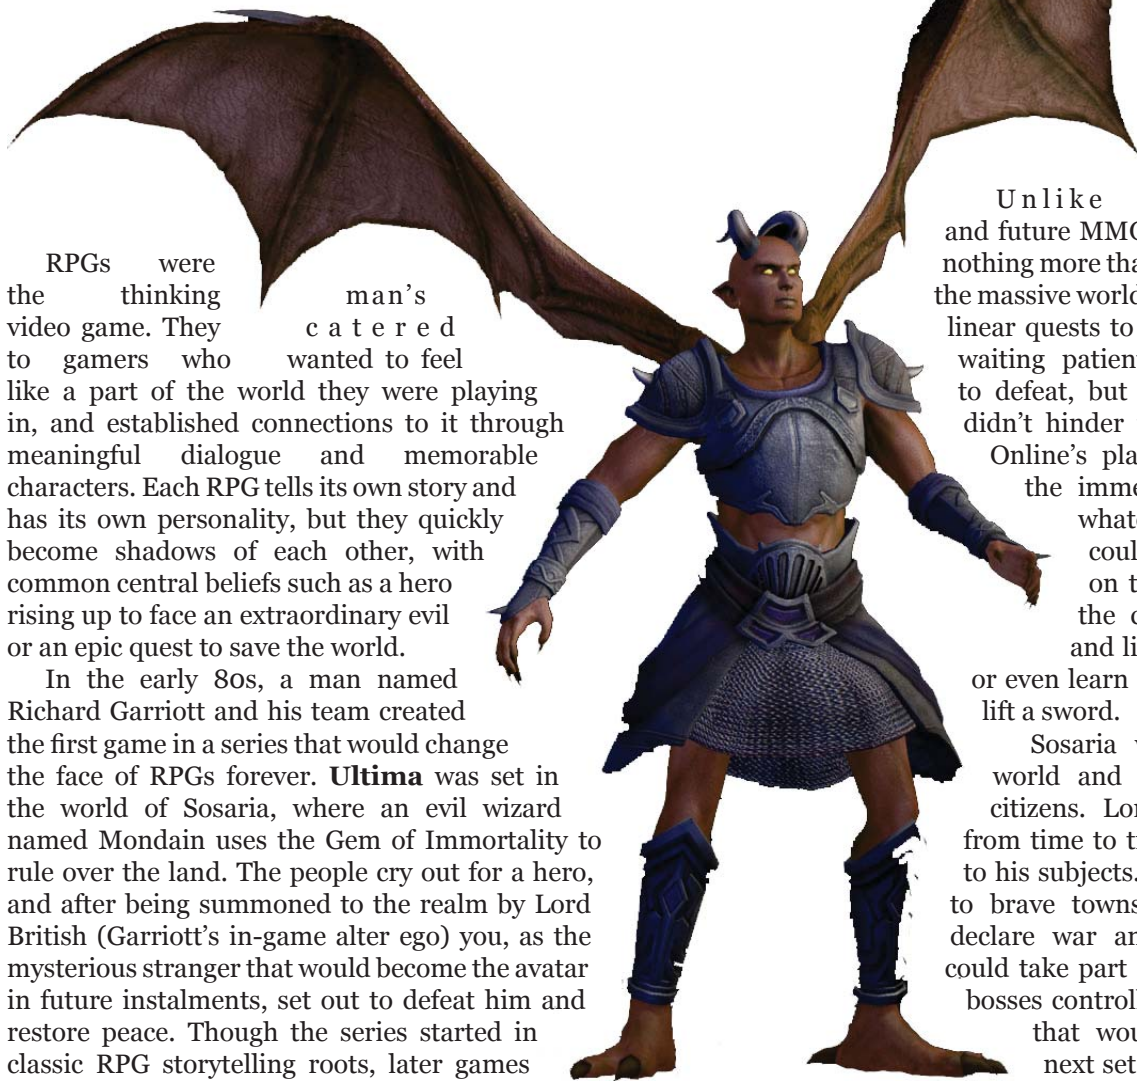 RPGs were
the thinking man’s
video game. They catered
to gamers who wanted to feel
like a part of the world they were playing
in, and established connections to it through
meaningful dialogue and memorable
characters. Each RPG tells its own story and
has its own personality, but they quickly
become shadows of each other, with
common central beliefs such as a hero
rising up to face an extraordinary evil
or an epic quest to save the world.
In the early 80s, a man named
Richard Garriott and his team created
the first game in a series that would change
the face of RPGs forever. Ultima was set in
the world of Sosaria, where an evil wizard
named Mondain uses the Gem of Immortality to
rule over the land. The people cry out for a hero,
and after being summoned to the realm by Lord
British (Garriott’s in-game alter ego) you, as the
mysterious stranger that would become the avatar
in future instalments, set out to defeat him and
restore peace. Though the series started in
classic RPG storytelling roots, later games
Unlike
and future
nothing more
the massive
linear quests to
waiting
to defeat, but
didn’t hinder
Online’s
the
on
the
and
or even learn
lift a sword.
Sosaria
world and
citizens.
from time to
to his subjects.
to brave
declare war
could take part
bosses
that
next set